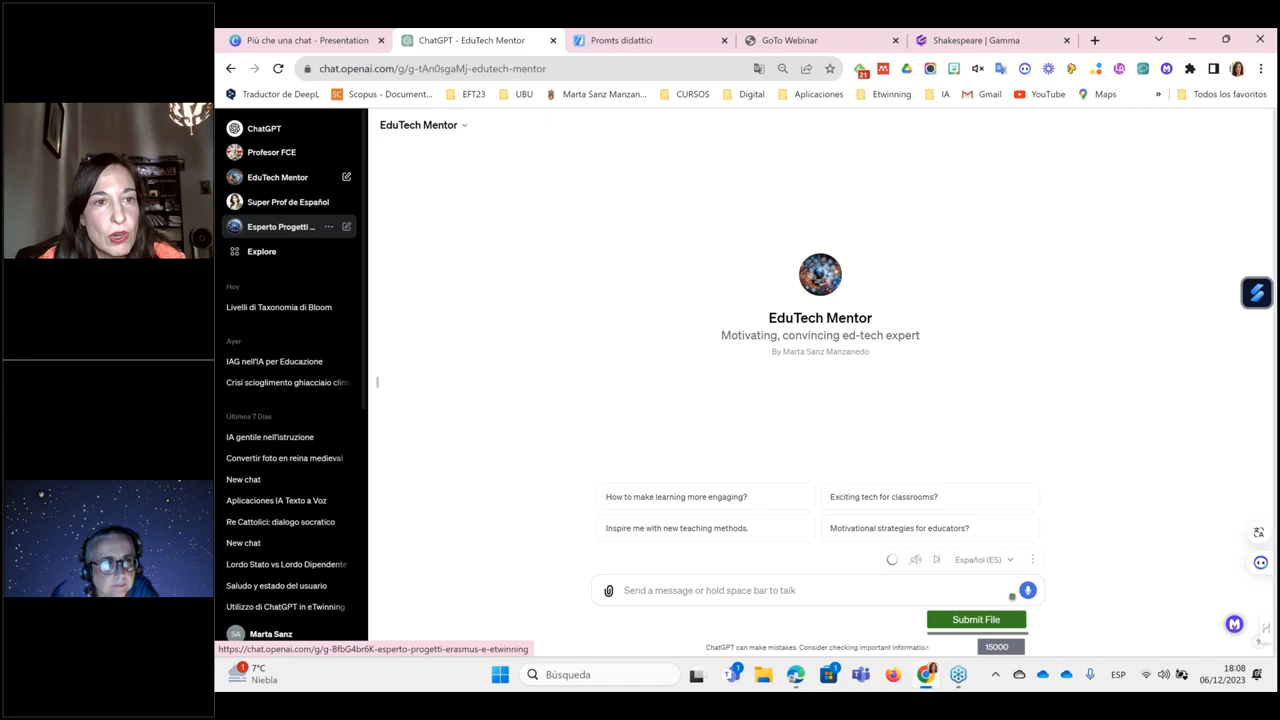 Più che una chat - Presentation
ChatGPT - EduTech Mentor
Promts didattici
GoTo Webinar
Shakespeare | Gamma
chat.openai.com/g/g-tAn0sgaMj-edutech-mentor
21
Traductor de DeepL
SC Scopus - Document...
EFT23
UBU
Marta Sanz Manzan...
CURSOS
Digital
Aplicaciones
Etwinning
IA
Gmail
YouTube
Maps
»
Todos los favoritos
ChatGPT
Profesor FCE
EduTech Mentor
Super Prof de Español
Esperto Progetti ...
Explore
Hoy
Livelli di Taxonomia di Bloom
Ayer
IAG nell'IA per Educazione
Crisi scioglimento ghiacciaio clim
Últimos 7 Días
IA gentile nell'istruzione
Convertir foto en reina medieval
New chat
Aplicaciones IA Texto a Voz
Re Cattolici: dialogo socratico
New chat
Lordo Stato vs Lordo Dipendente
Saludo y estado del usuario
Utilizzo di ChatGPT in eTwinning
SA Marta Sanz
EduTech Mentor
EduTech Mentor
Motivating, convincing ed-tech expert
By Marta Sanz Manzanedo
How to make learning more engaging?
Exciting tech for classrooms?
Inspire me with new teaching methods.
Motivational strategies for educators?
Español (ES)
Send a message or hold space bar to talk
Submit File
ChatGPT can make mistakes. Consider checking important informatio
15000
?
https://chat.openai.com/g/g-BfbG4br6K-esperto-progetti-erasmus-e-etwinning
1
7°C
Niebla
Búsqueda
1
1
1
ESP
18:08
06/12/2023